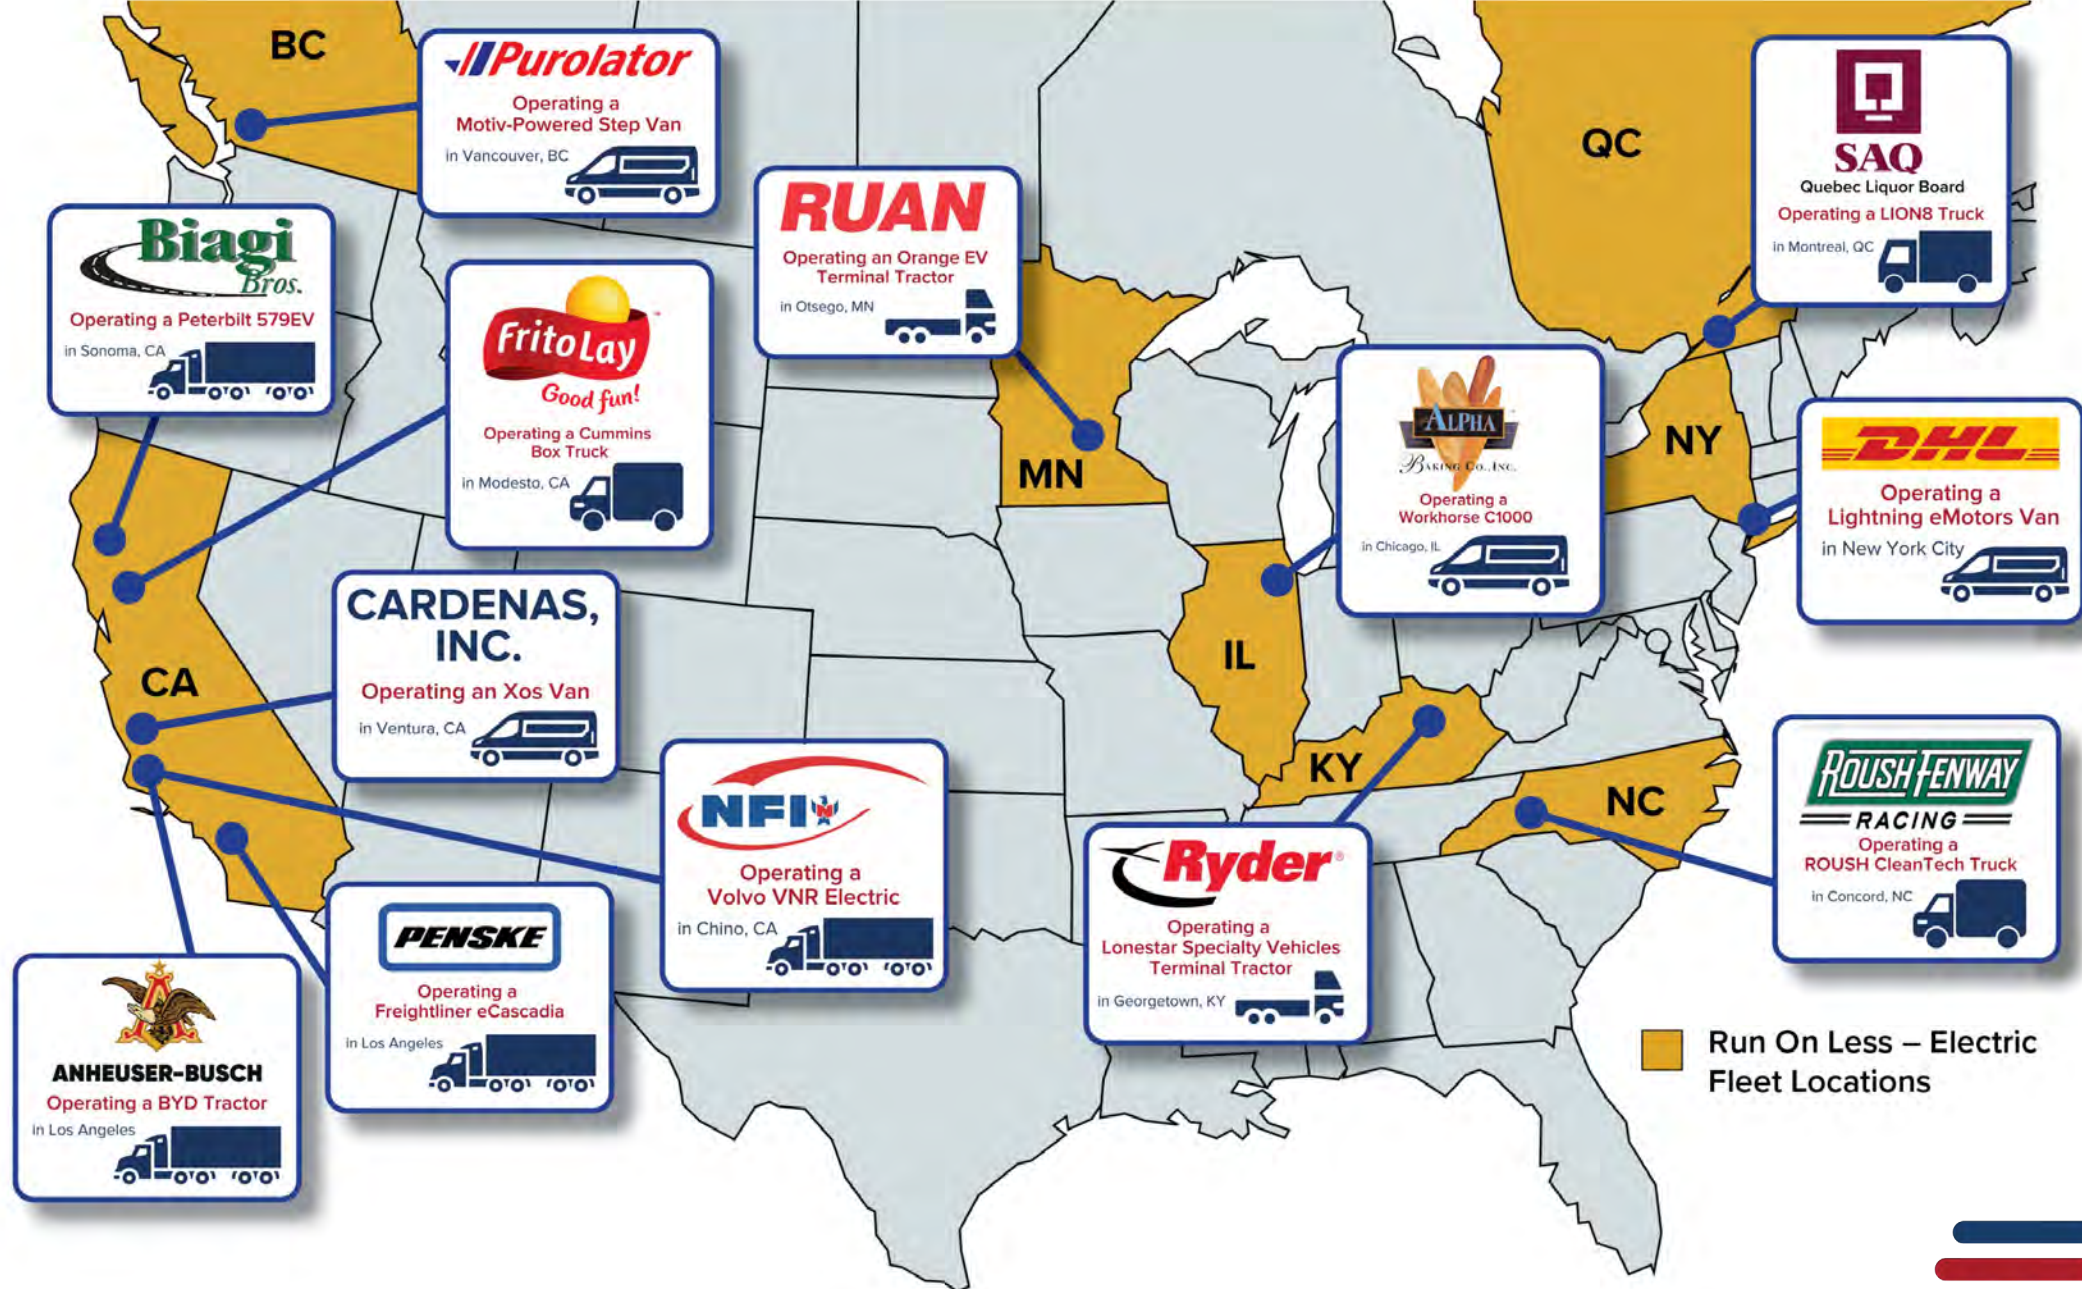 BC
Purolator
Operating a
Motiv-Powered Step Van
in Vancouver, BC
QC
SAQ
Quebec Liquor Board
Operating a LION8 Truck
in Montreal, QC
RUAN
Operating an Orange EV
Terminal Tractor
in Otsego, MN
Biagi
Bros.
Operating a Peterbilt 579EV
in Sonoma, CA
Frito Lay
Good fun!
Operating a Cummins
Box Truck
in Modesto, CA
MN
ALPHA
BAKING CO., INC.
Operating a
Workhorse C1000
in Chicago, IL
NY
DHL
Operating a
Lightning eMotors Van
in New York City
CARDENAS,
INC.
Operating an Xos Van
in Ventura, CA
CA
IL
KY
NC
NFI
Operating a
Volvo VNR Electric
in Chino, CA
Ryder®
Operating a
Lonestar Specialty Vehicles
Terminal Tractor
in Georgetown, KY
ROUSH FENWAY
RACING
Operating a
ROUSH CleanTech Truck
in Concord, NC
PENSKE
Operating a
Freightliner eCascadia
in Los Angeles
A
ANHEUSER-BUSCH
Operating a BYD Tractor
in Los Angeles
Run On Less – Electric
Fleet Locations